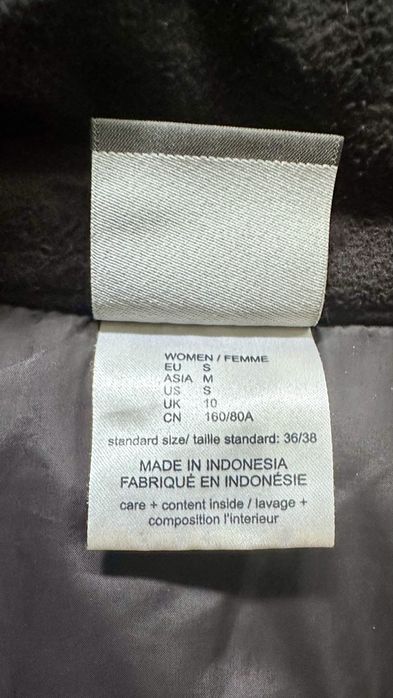 WOMEN / FEMME
EU S
ASIA M
US S
UK 10
CN 160/80A
standard size/ taille standard: 36/38
MADE IN INDONESIA
FABRIQUÉ EN INDONÉSIE
care + content inside / lavage +
composition l'interieur